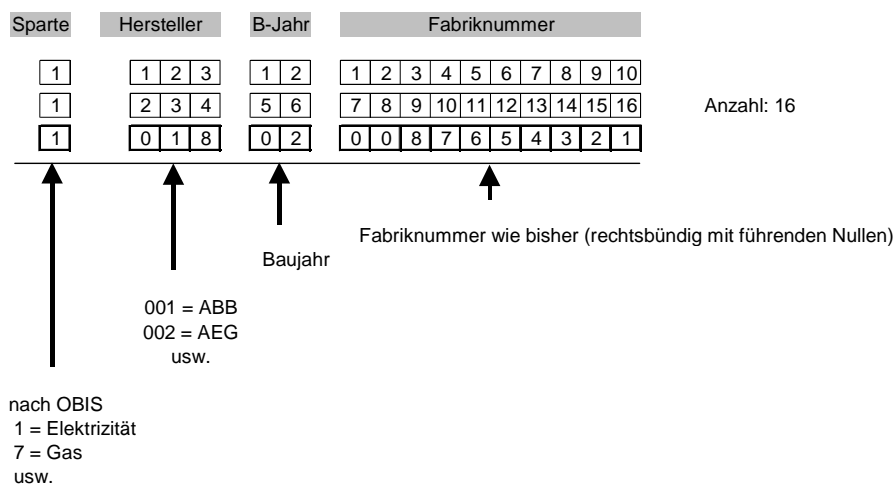 Sparte Hersteller B-Jahr Fabriknummer
1 1 2 3 1 2 1 2 3 4 5 6 7 8 9 10
1 2 3 4 5 6 7 8 9 10 11 12 13 14 15 16 Anzahl: 16
1 0 1 8 0 2 0 0 8 7 6 5 4 3 2 1
Fabriknummer wie bisher (rechtsbündig mit führenden Nullen)
Baujahr
001 = ABB
002 = AEG
usw.
nach OBIS
1 = Elektrizität
7 = Gas
usw.